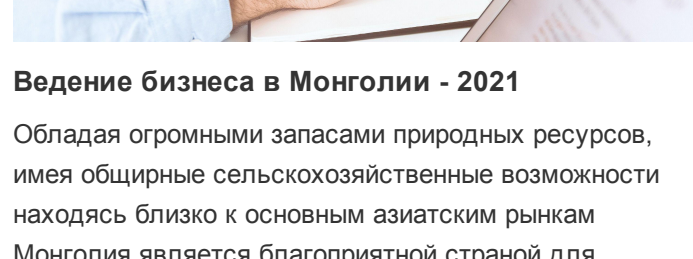 Ведение бизнеса в Монголии - 2021
Обладая огромными запасами природных ресурсов,
имея общирные сельскохозяйственные возможности
находясь близко к основным азиатским рынкам
Монголия является благоприятной страной для